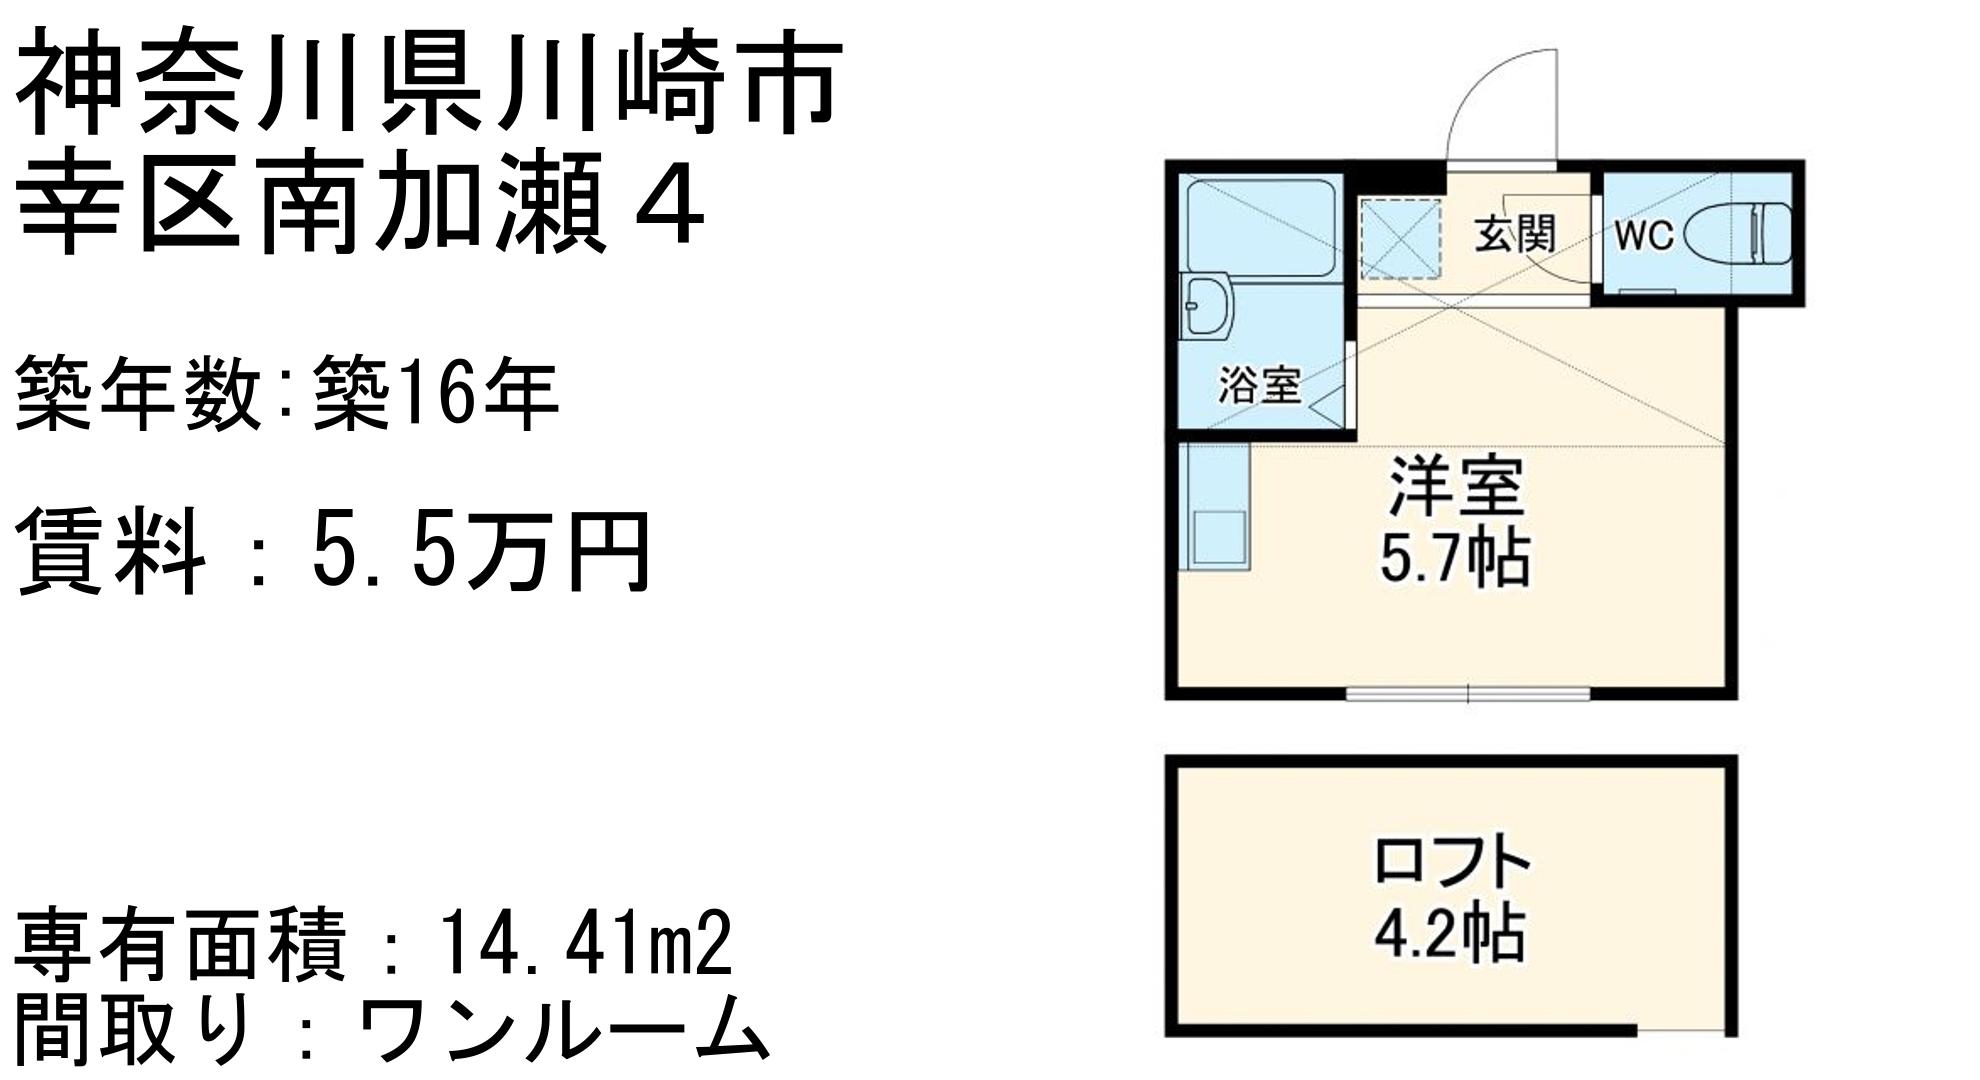 神奈川県川崎市
幸区南加瀬４
築年数:築16年
賃料：5.5万円
専有面積：14.41m2
間取り：ワンルーム
玄関
WC
浴室
洋室
5.7帖
ロフト
4.2帖